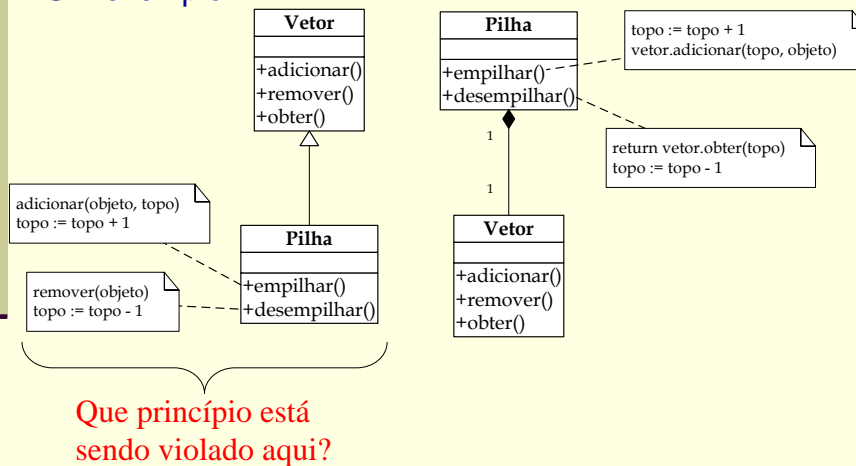 Vetor
+adicionar()
+remover()
+obter()
adicionar(objeto, topo)
topo := topo + 1
remover(objeto)
topo := topo - 1
Pilha
+empilhar()
+desempilhar()
Pilha
+empilhar()
+desempilhar()
topo := topo + 1
vetor.adicionar(topo, objeto)
return vetor.obter(topo)
topo := topo - 1
1
1
Vetor
+adicionar()
+remover()
+obter()
Que princípio está
sendo violado aqui?